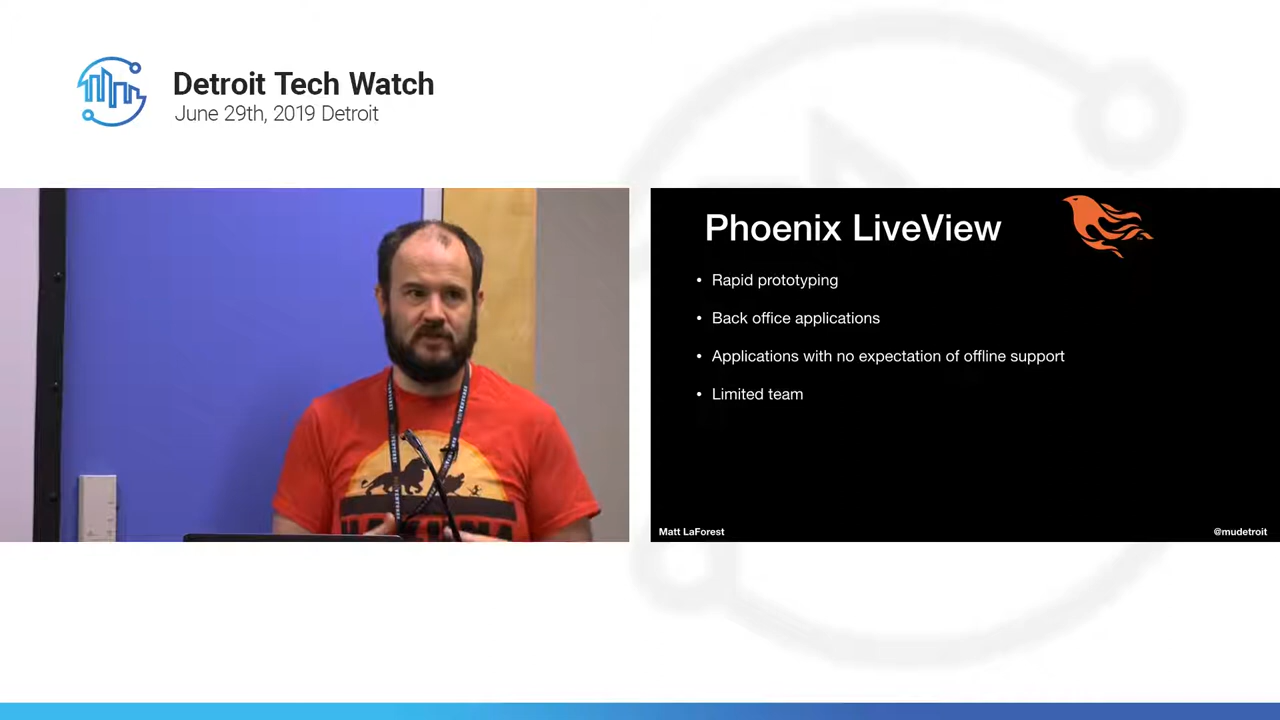 Detroit Tech Watch
June 29th, 2019 Detroit
Phoenix LiveView
• Rapid prototyping
• Back office applications
• Applications with no expectation of offline support
• Limited team
Matt LaForest
@mudetroit